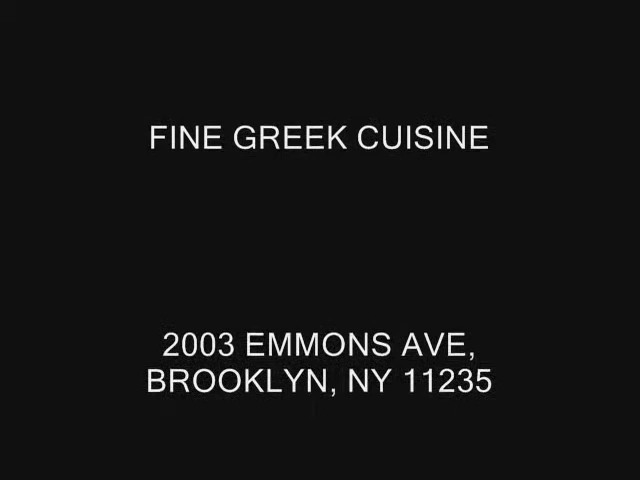 FINE GREEK CUISINE
2003 EMMONS AVE,
BROOKLYN, NY 11235